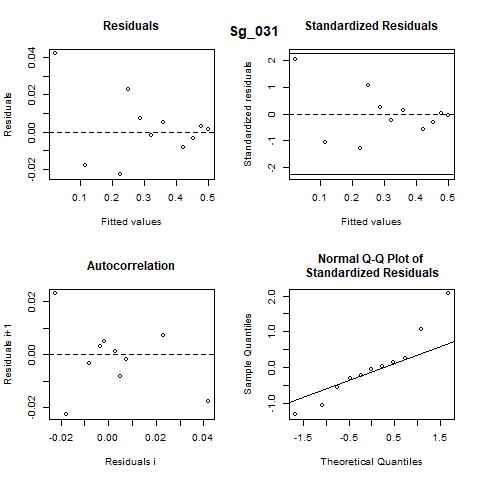 Sg_031
Residuals
Residuals
0.04
0.02
0.00
-0.02
0.1 0.2 0.3 0.4 0.5
Fitted values
Standardized Residuals
Standardized residuals
2
1
0
-1
-2
0.1 0.2 0.3 0.4 0.5
Fitted values
Autocorrelation
Residuals i+1
0.02
0.00
-0.02
-0.02 0.00 0.02 0.04
Residuals i
Normal Q-Q Plot of
Standardized Residuals
Sample Quantiles
2.0
1.0
0.0
-1.0
-1.5 -0.5 0.5 1.5
Theoretical Quantiles